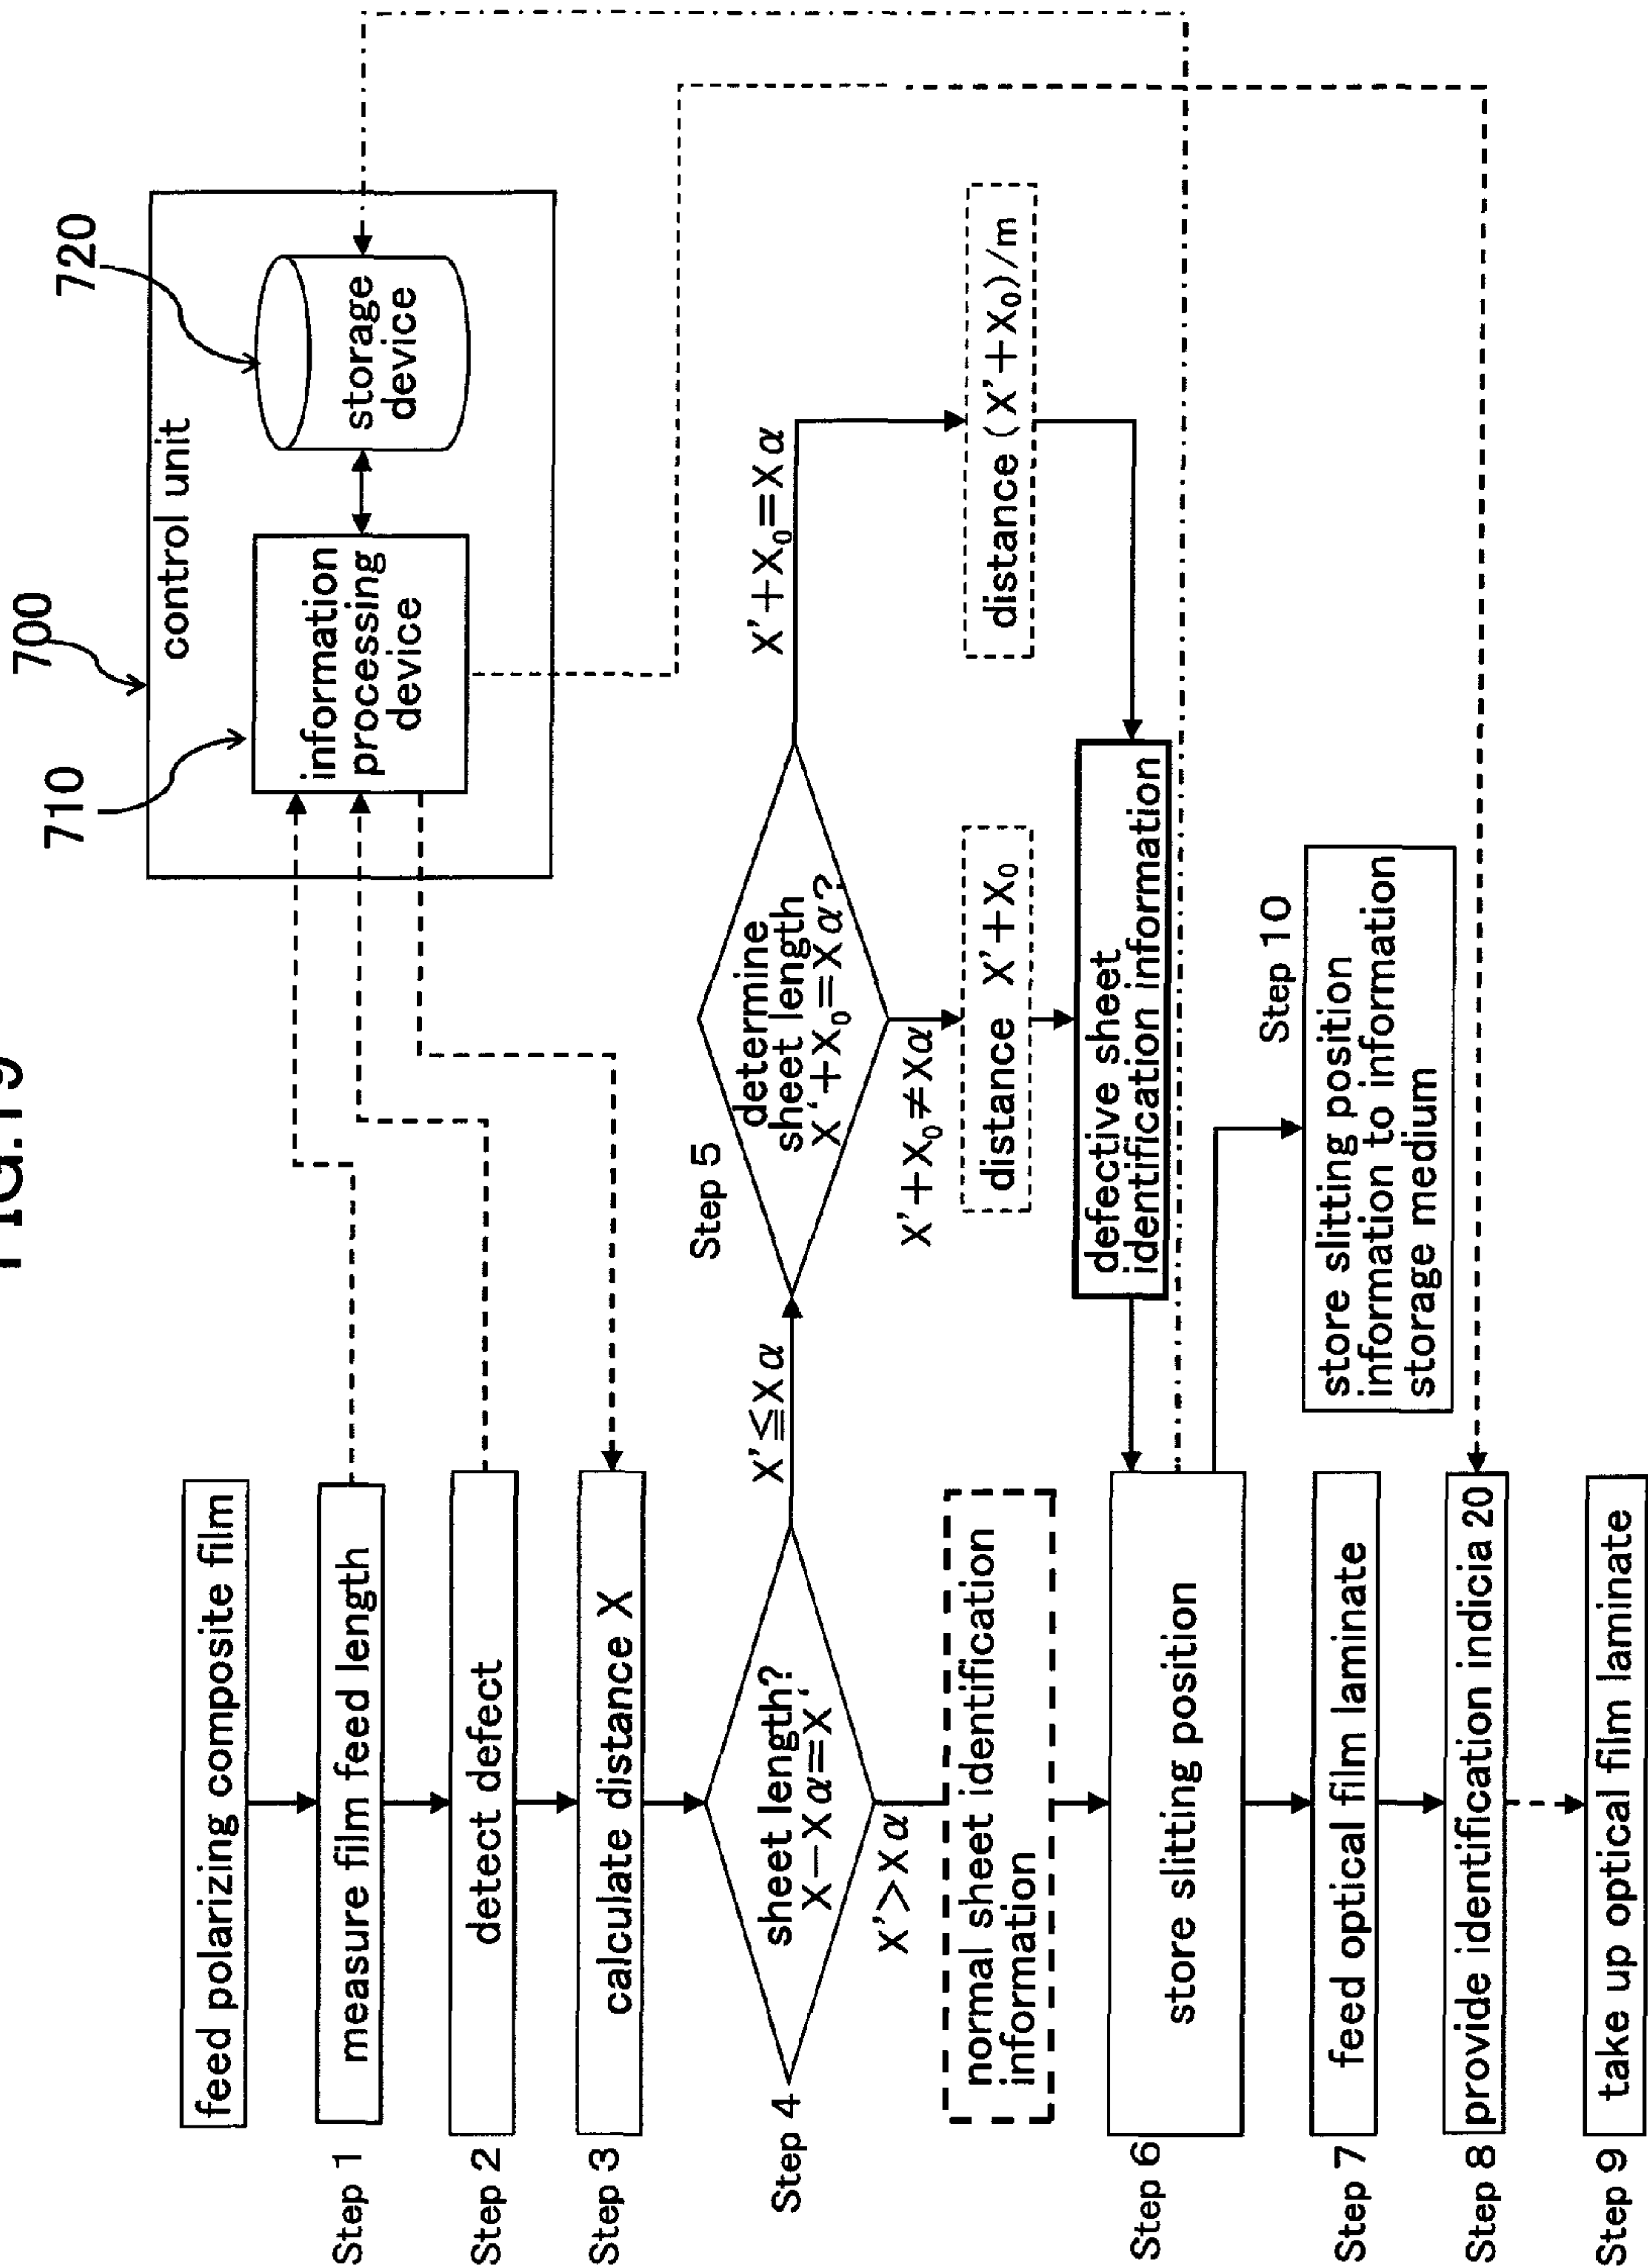 FIG.19
700
control unit
710
720
information
processing
device
storage
device
feed polarizing composite film
Step 1
measure film feed length
Step 2
detect defect
Step 3
calculate distance X
Step 4
sheet length?
X−Xα=X'
X'≦Xα
X'>Xα
Step 5
determine
sheet length
X'+X₀=Xα?
X'+X₀=Xα
X'+X₀≠Xα
distance X'+X₀
distance (X'+X₀)/m
normal sheet identification
information
defective sheet
identification information
Step 6
store slitting position
Step 10
store slitting position
information to information
storage medium
Step 7
feed optical film laminate
Step 8
provide identification indicia 20
Step 9
take up optical film laminate